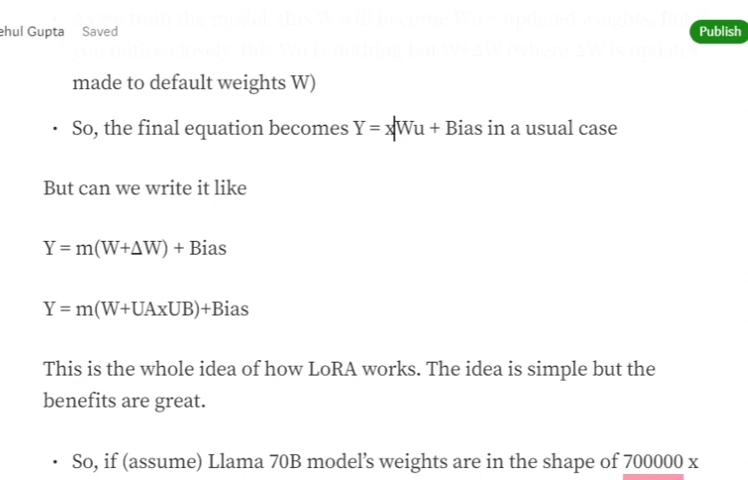 ehul Gupta Saved Publish
made to default weights W)
· So, the final equation becomes Y = xWu + Bias in a usual case
But can we write it like
Y = m(W+ΔW) + Bias
Y = m(W+UAxUB)+Bias
This is the whole idea of how LoRA works. The idea is simple but the
benefits are great.
· So, if (assume) Llama 70B model’s weights are in the shape of 700000 x